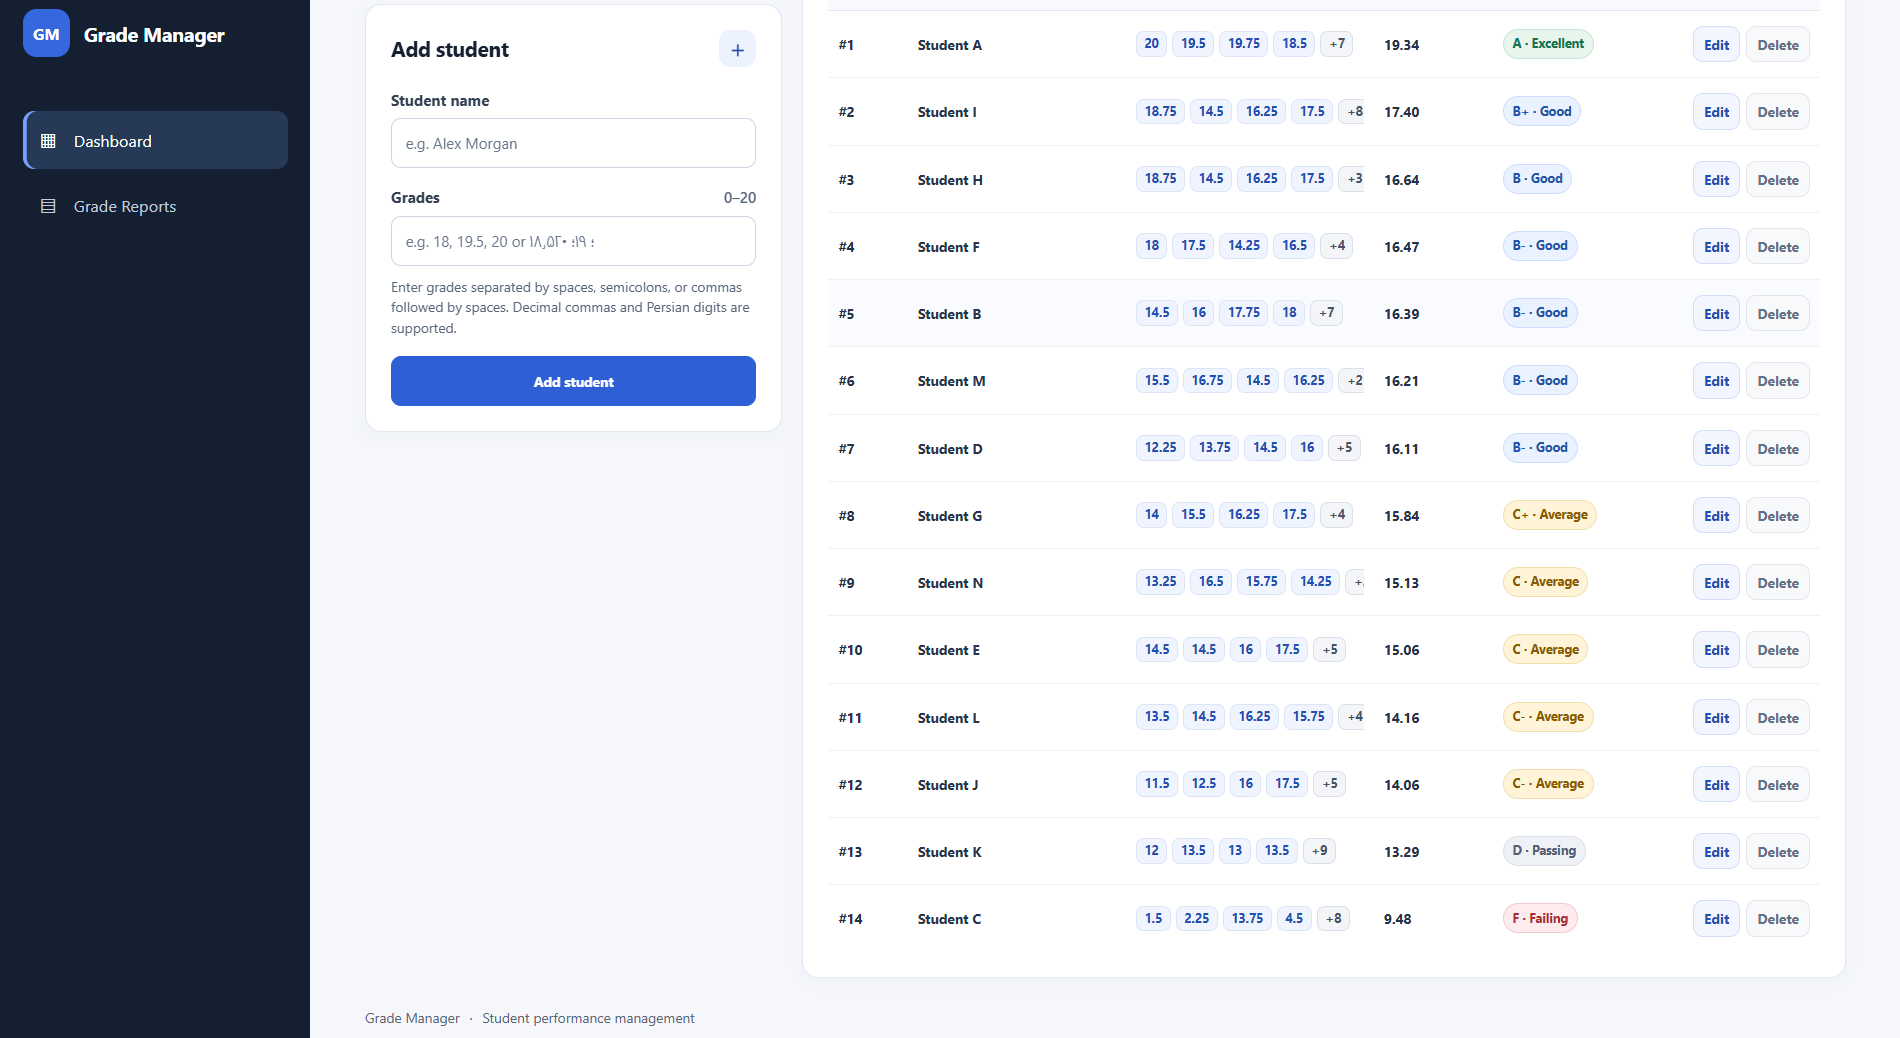 GM Grade Manager
Dashboard
Grade Reports
Add student
+
Student name
e.g. Alex Morgan
Grades 0–20
e.g. 18, 19.5, 20 or ۱۸٫۵؛ ۱۹؛ ۲۰
Enter grades separated by spaces, semicolons, or commas
followed by spaces. Decimal commas and Persian digits are
supported.
Add student
#1 Student A 20 19.5 19.75 18.5 +7 19.34 A · Excellent Edit Delete
#2 Student I 18.75 14.5 16.25 17.5 +8 17.40 B+ · Good Edit Delete
#3 Student H 18.75 14.5 16.25 17.5 +3 16.64 B · Good Edit Delete
#4 Student F 18 17.5 14.25 16.5 +4 16.47 B- · Good Edit Delete
#5 Student B 14.5 16 17.75 18 +7 16.39 B- · Good Edit Delete
#6 Student M 15.5 16.75 14.5 16.25 +2 16.21 B- · Good Edit Delete
#7 Student D 12.25 13.75 14.5 16 +5 16.11 B- · Good Edit Delete
#8 Student G 14 15.5 16.25 17.5 +4 15.84 C+ · Average Edit Delete
#9 Student N 13.25 16.5 15.75 14.25 15.13 C · Average Edit Delete
#10 Student E 14.5 14.5 16 17.5 +5 15.06 C · Average Edit Delete
#11 Student L 13.5 14.5 16.25 15.75 +4 14.16 C- · Average Edit Delete
#12 Student J 11.5 12.5 16 17.5 +5 14.06 C- · Average Edit Delete
#13 Student K 12 13.5 13 13.5 +9 13.29 D · Passing Edit Delete
#14 Student C 1.5 2.25 13.75 4.5 +8 9.48 F · Failing Edit Delete
Grade Manager · Student performance management